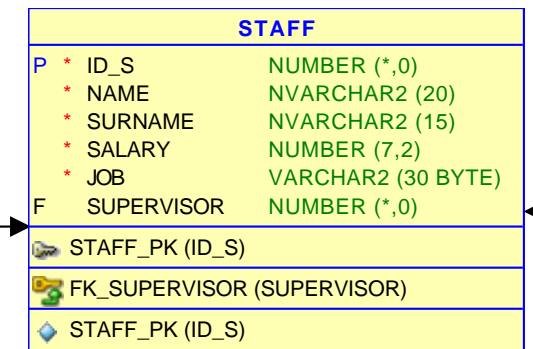 STAFF
P * ID_S NUMBER (*,0)
* NAME NVARCHAR2 (20)
* SURNAME NVARCHAR2 (15)
* SALARY NUMBER (7,2)
* JOB VARCHAR2 (30 BYTE)
F SUPERVISOR NUMBER (*,0)
STAFF_PK (ID_S)
FK_SUPERVISOR (SUPERVISOR)
STAFF_PK (ID_S)